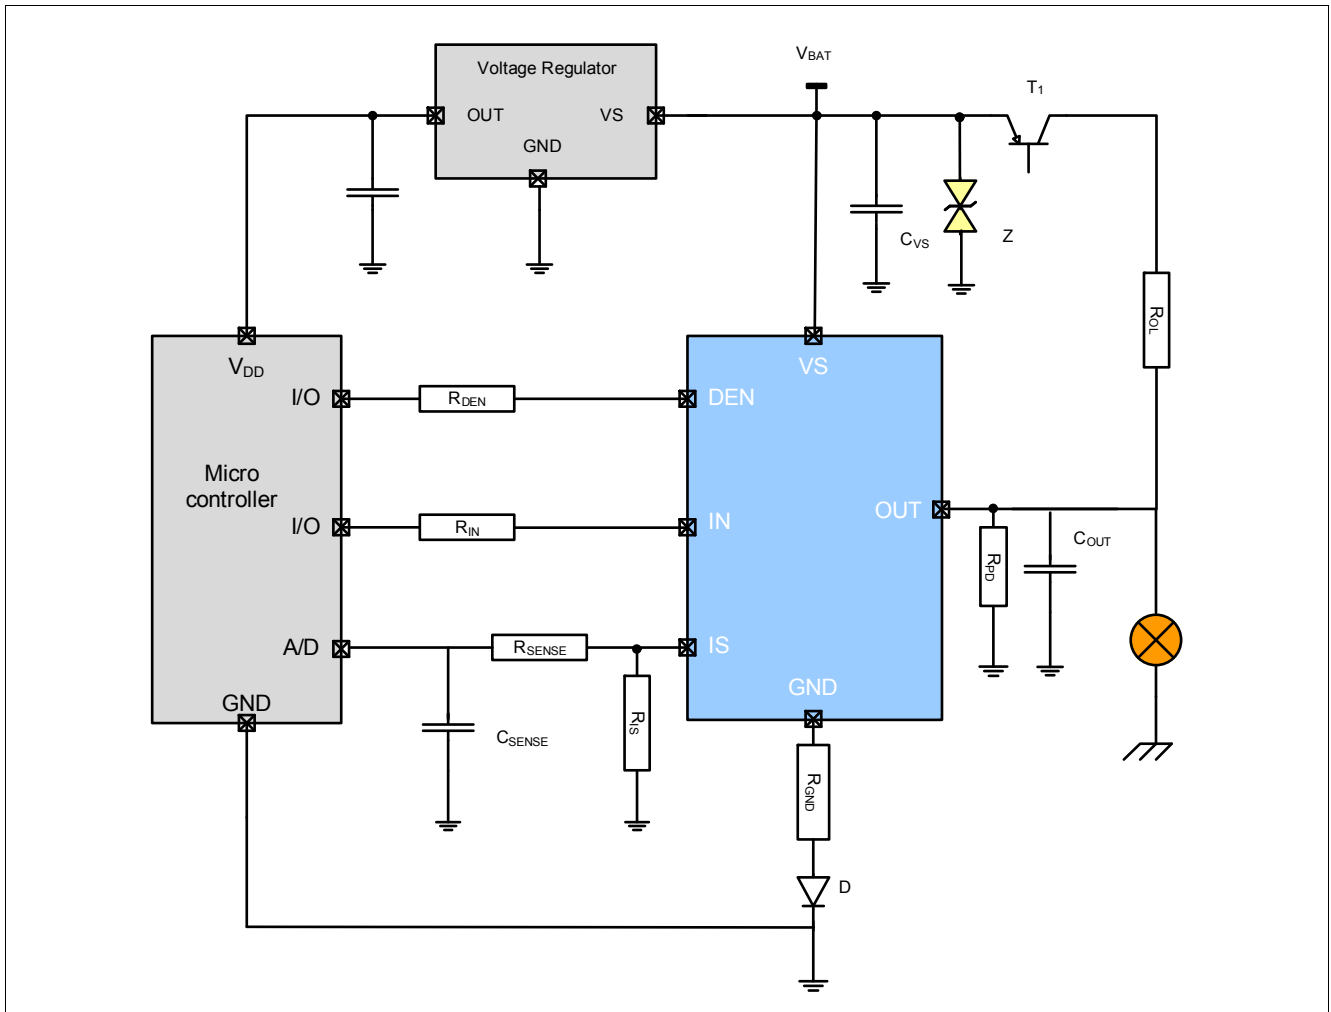 Voltage Regulator
OUT
VS
GND
VBAT
T1
CVS
Z
ROL
VDD
I/O
RDEN
DEN
VS
Micro
controller
I/O
RIN
IN
OUT
RPD
COUT
A/D
RSENSE
IS
GND
CSENSE
RIS
GND
RGND
D